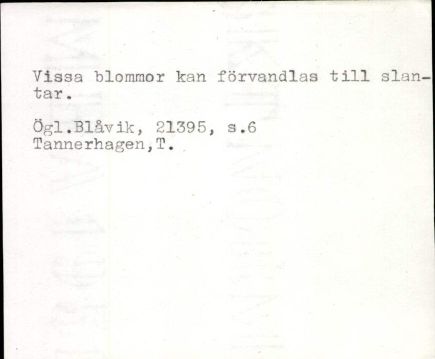 Vissa blommor kan förvandlas till slan-
tar.
Ögl.Blåvik, 21395, s.6
Tannerhagen,T.